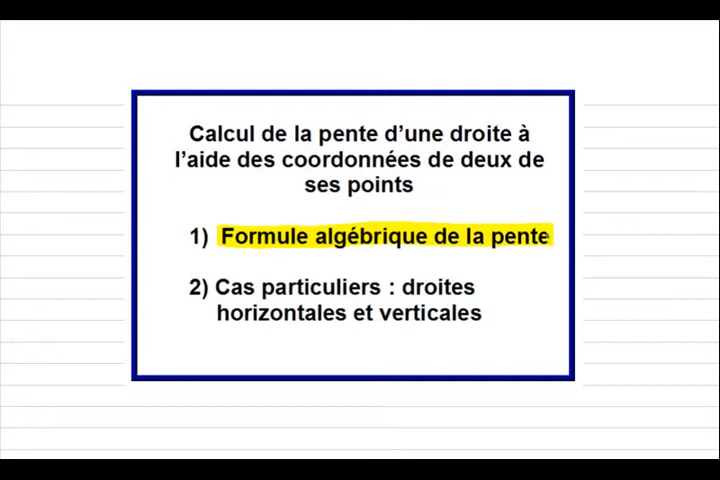 Calcul de la pente d'une droite à
l'aide des coordonnées de deux de
ses points
1) Formule algébrique de la pente
2) Cas particuliers : droites
horizontales et verticales